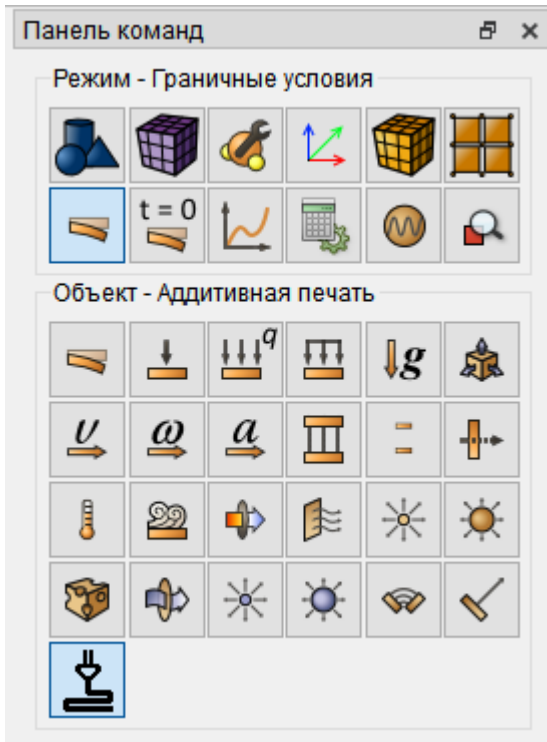 Панель команд
Режим - Граничные условия
t = 0
Объект - Аддитивная печать
q
g
υ
ω
a